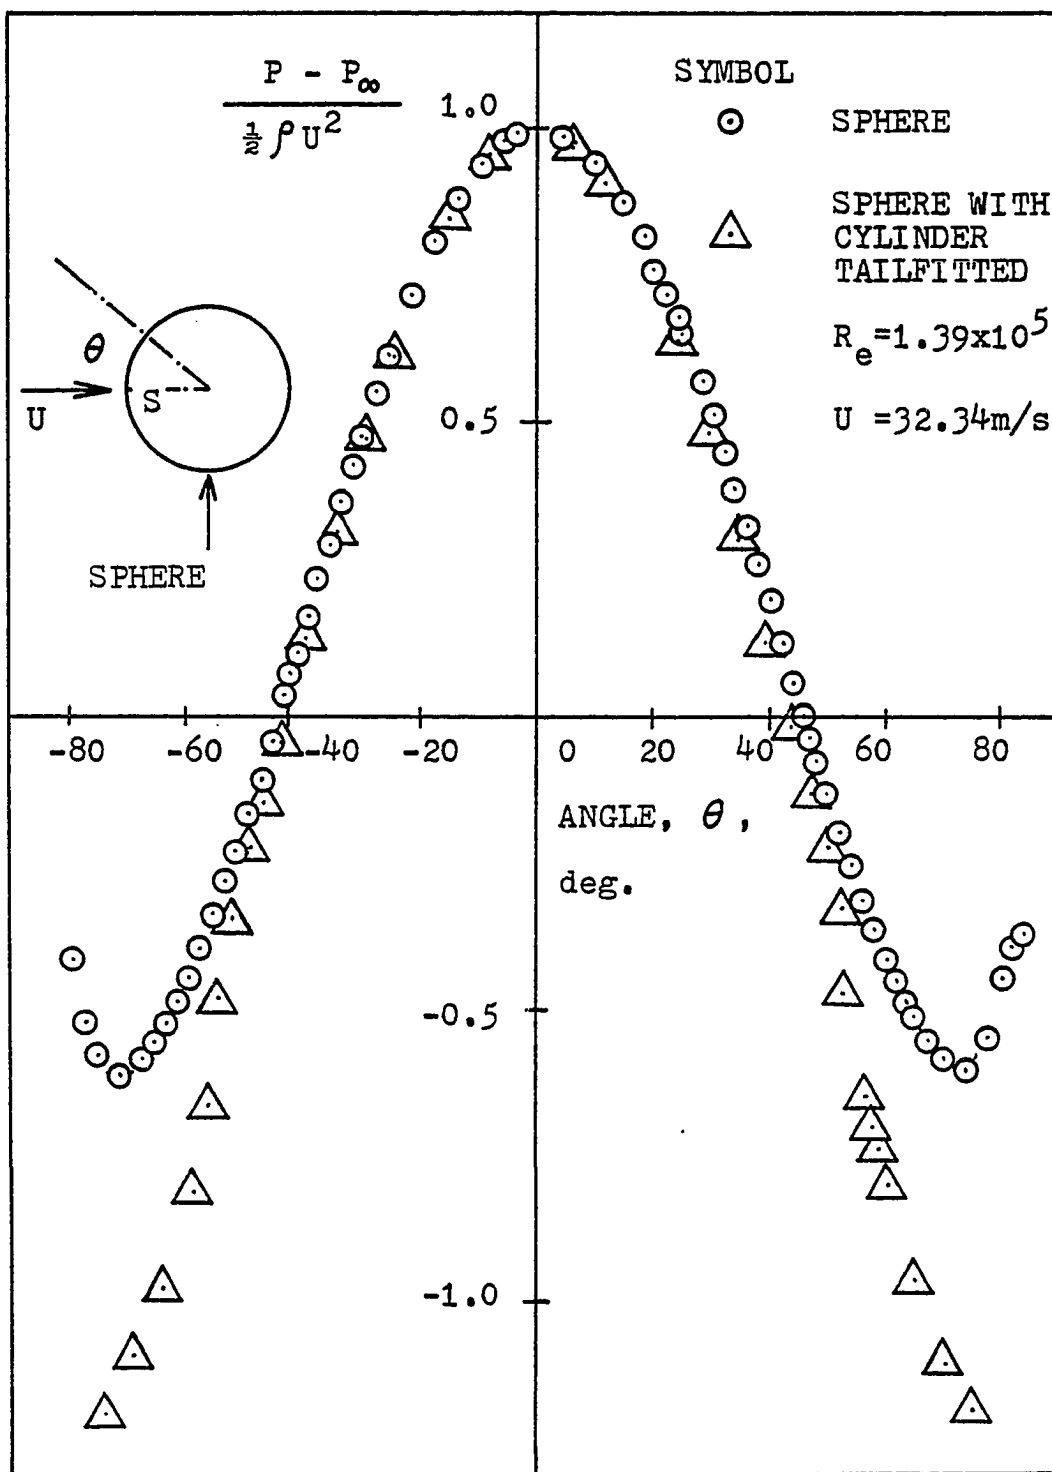 P - P∞
½ρU²
SYMBOL
SPHERE
SPHERE WITH
CYLINDER
TAILFITTED
Re=1.39x10⁵
U =32.34m/s
θ
S
U
SPHERE
1.0
0.5
-0.5
-1.0
-80 -60 -40 -20 0 20 40 60 80
ANGLE, θ,
deg.